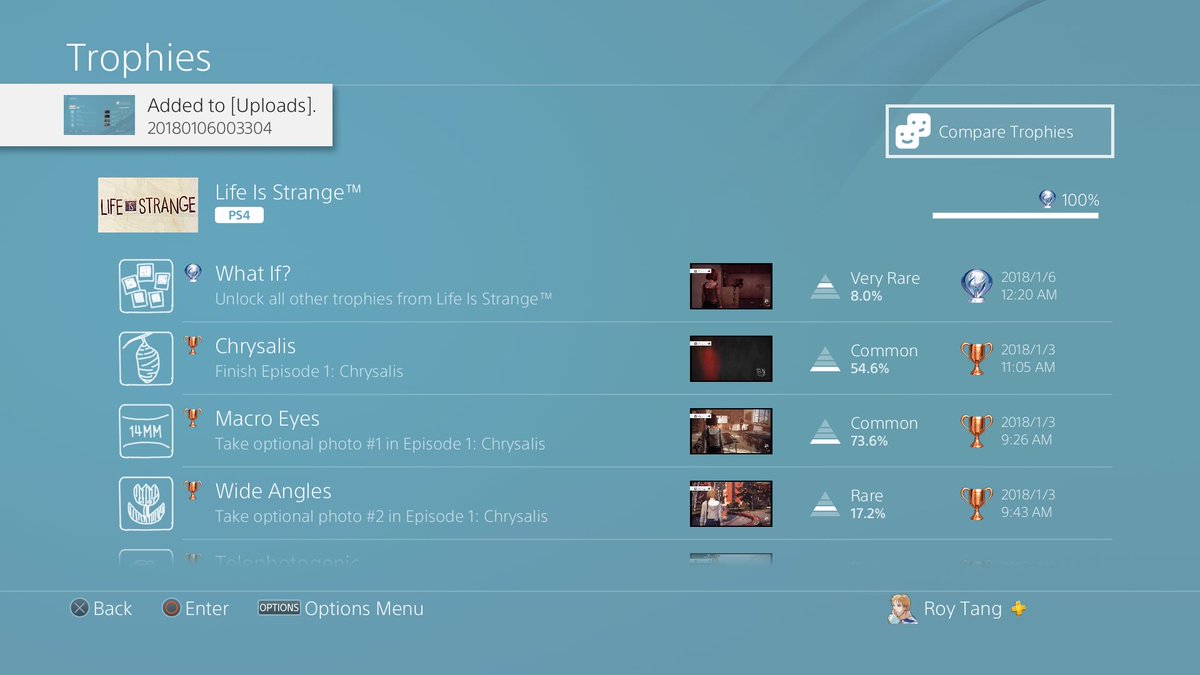 Trophies
Added to [Uploads].
20180106003304
Compare Trophies
LIFE IS STRANGE
Life Is Strange™
PS4
100%
What If?
Unlock all other trophies from Life Is Strange™
Very Rare
8.0%
2018/1/6
12:20 AM
Chrysalis
Finish Episode 1: Chrysalis
Common
54.6%
2018/1/3
11:05 AM
14MM
Macro Eyes
Take optional photo #1 in Episode 1: Chrysalis
Common
73.6%
2018/1/3
9:26 AM
Wide Angles
Take optional photo #2 in Episode 1: Chrysalis
Rare
17.2%
2018/1/3
9:43 AM
Telephotogenic
Back
Enter
OPTIONS Options Menu
Roy Tang